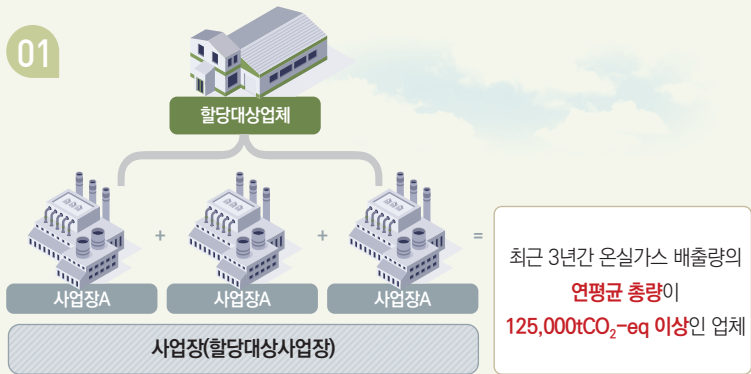 01
할당대상업체
+ + =
사업장A 사업장A 사업장A
사업장(할당대상사업장)
최근 3년간 온실가스 배출량의
연평균 총량이
125,000tCO₂-eq 이상인 업체